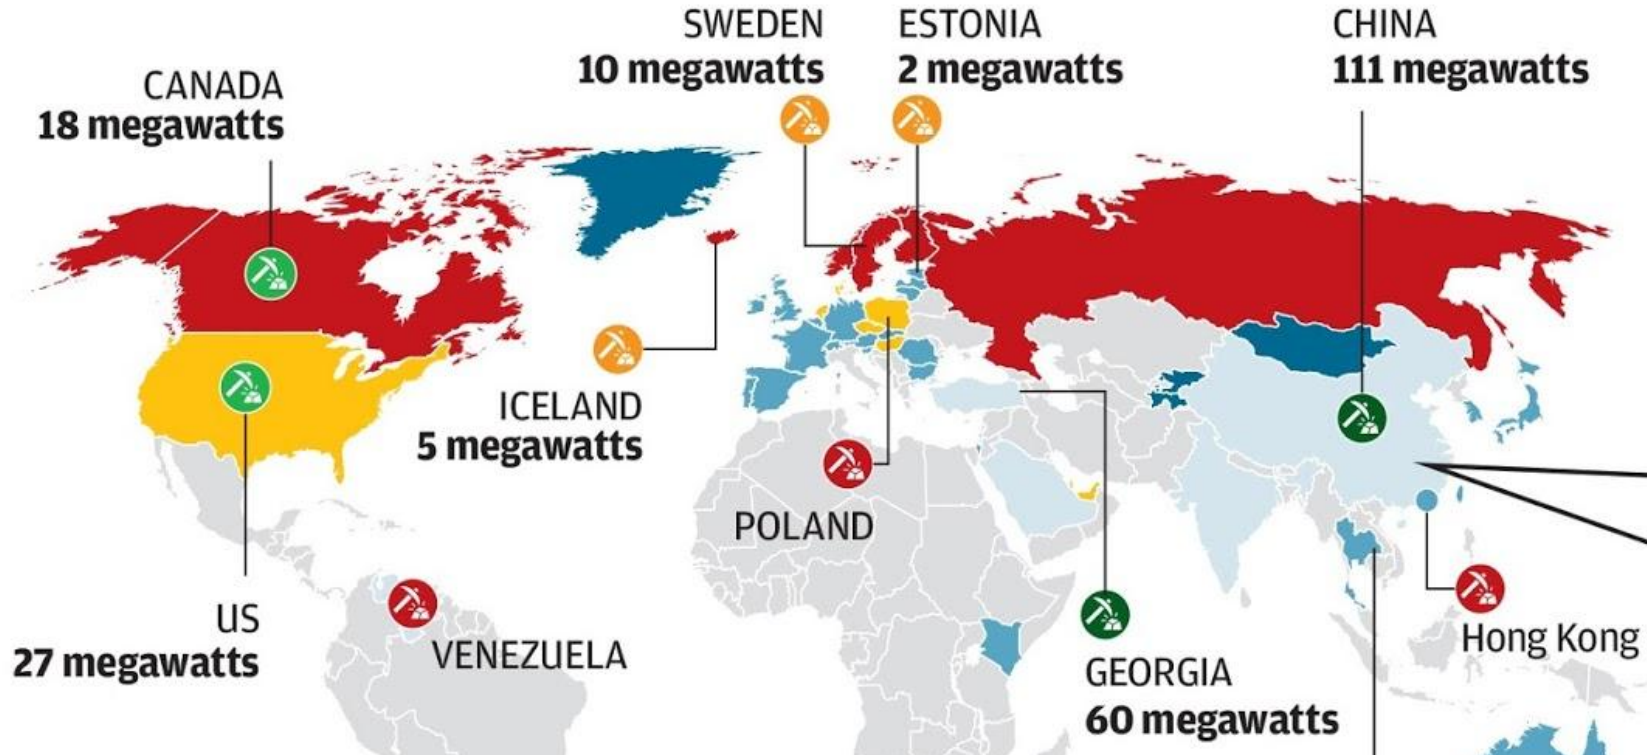 SWEDEN
10 megawatts
ESTONIA
2 megawatts
CHINA
111 megawatts
CANADA
18 megawatts
ICELAND
5 megawatts
POLAND
US
27 megawatts
VENEZUELA
GEORGIA
60 megawatts
Hong Kong